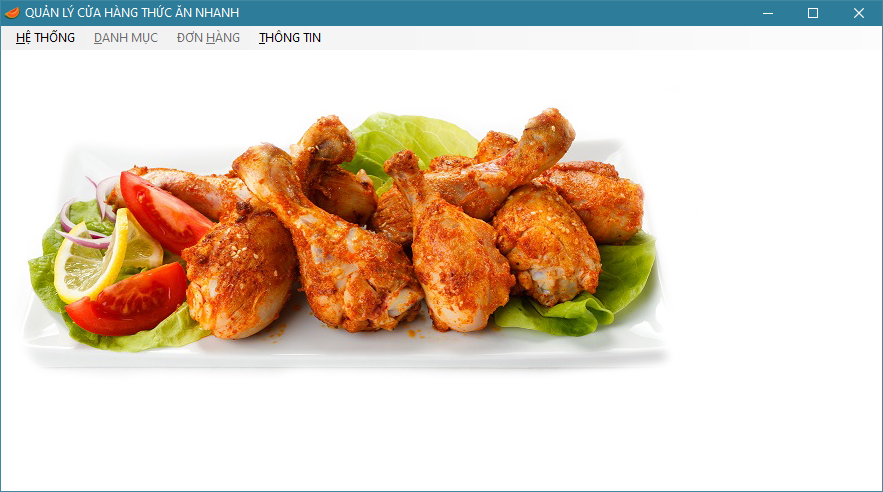 QUẢN LÝ CỬA HÀNG THỨC ĂN NHANH
HỆ THỐNG DANH MỤC ĐƠN HÀNG THÔNG TIN